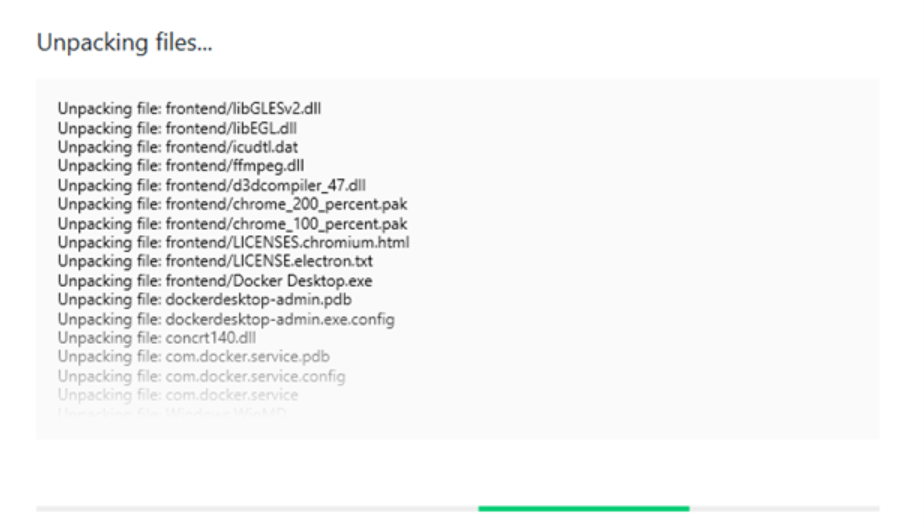 Unpacking files...
Unpacking file: frontend/libGLESv2.dll
Unpacking file: frontend/libEGL.dll
Unpacking file: frontend/icudtl.dat
Unpacking file: frontend/ffmpeg.dll
Unpacking file: frontend/d3dcompiler_47.dll
Unpacking file: frontend/chrome_200_percent.pak
Unpacking file: frontend/chrome_100_percent.pak
Unpacking file: frontend/LICENSES.chromium.html
Unpacking file: frontend/LICENSE.electron.txt
Unpacking file: frontend/Docker Desktop.exe
Unpacking file: dockerdesktop-admin.pdb
Unpacking file: dockerdesktop-admin.exe.config
Unpacking file: concrt140.dll
Unpacking file: com.docker.service.pdb
Unpacking file: com.docker.service.config
Unpacking file: com.docker.service
Unpacking file: Windows.WinMD